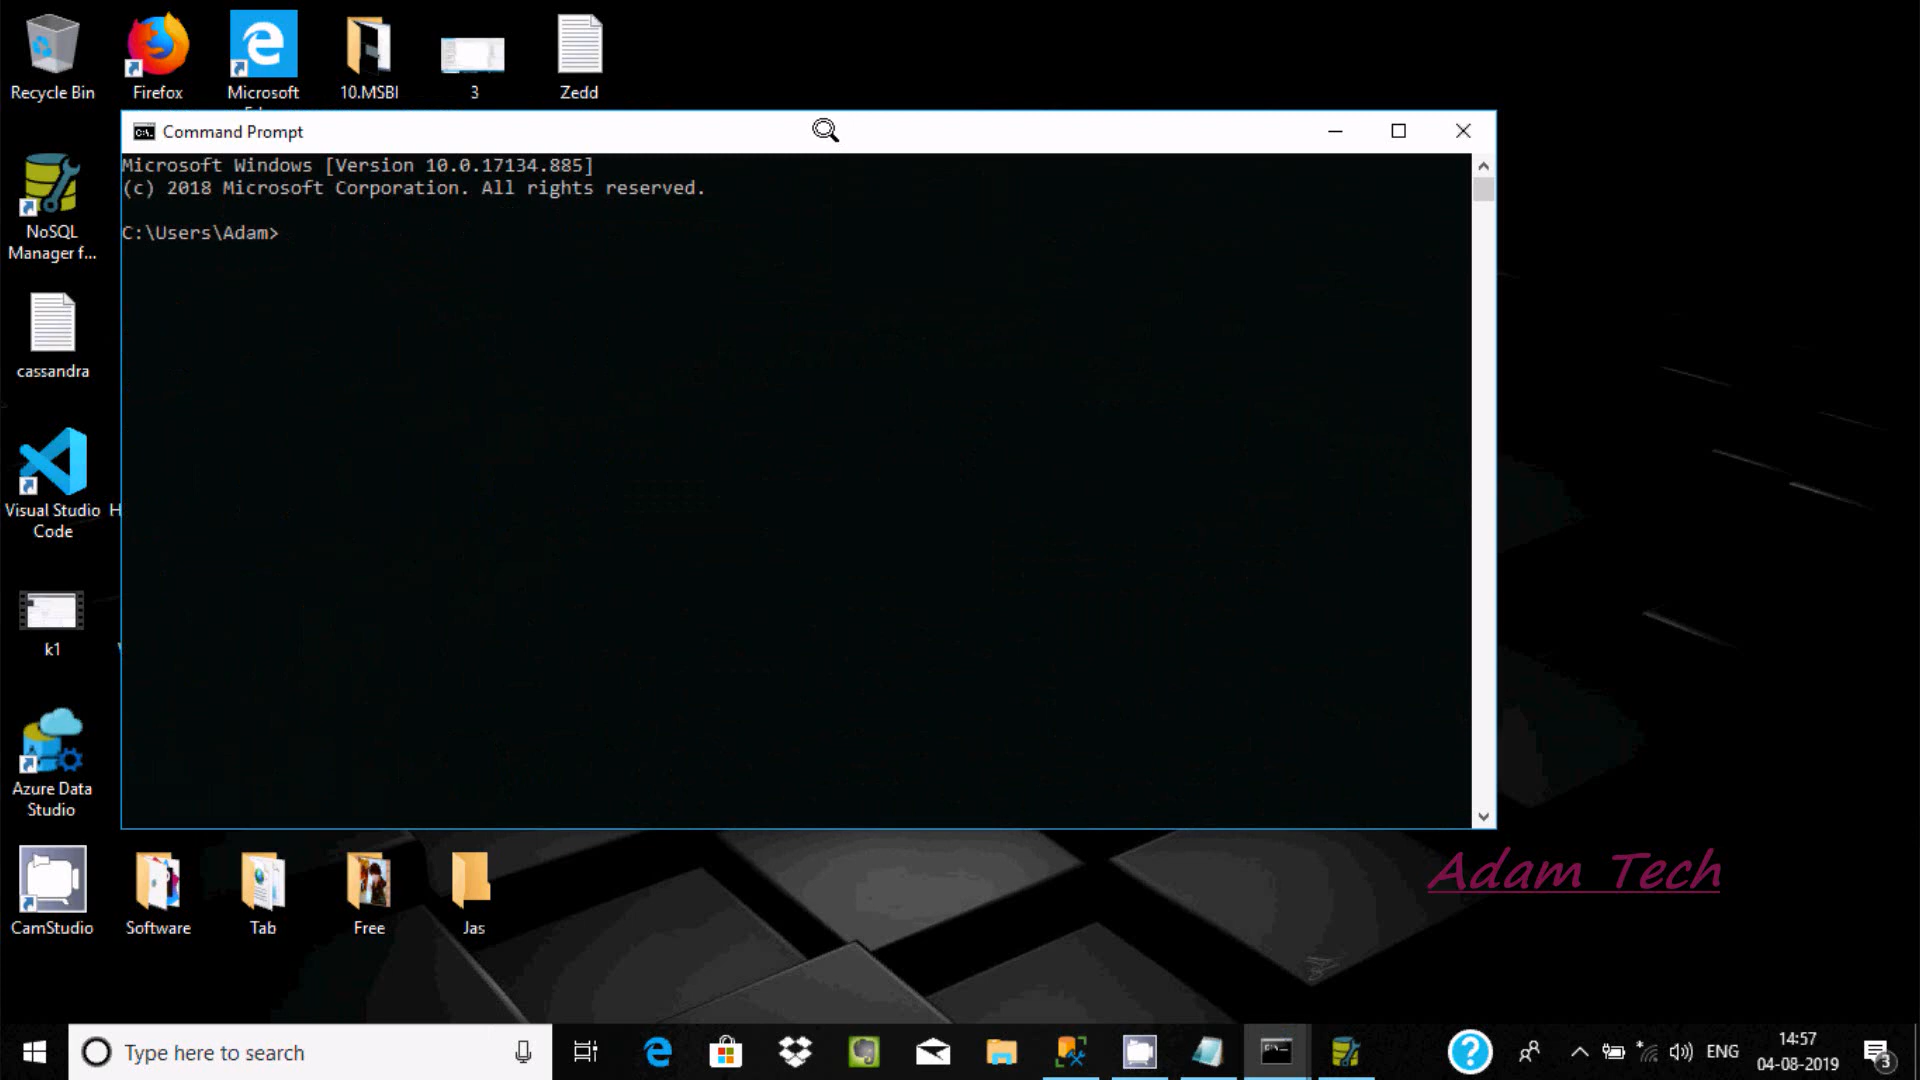 Recycle Bin
Firefox
Microsoft
10.MSBI
3
Zedd
Command Prompt
Microsoft Windows [Version 10.0.17134.885]
(c) 2018 Microsoft Corporation. All rights reserved.
C:\Users\Adam>
NoSQL
Manager f...
cassandra
Visual Studio
Code
H
k1
Azure Data
Studio
CamStudio
Software
Tab
Free
Jas
Adam Tech
Type here to search
ENG
14:57
04-08-2019
3